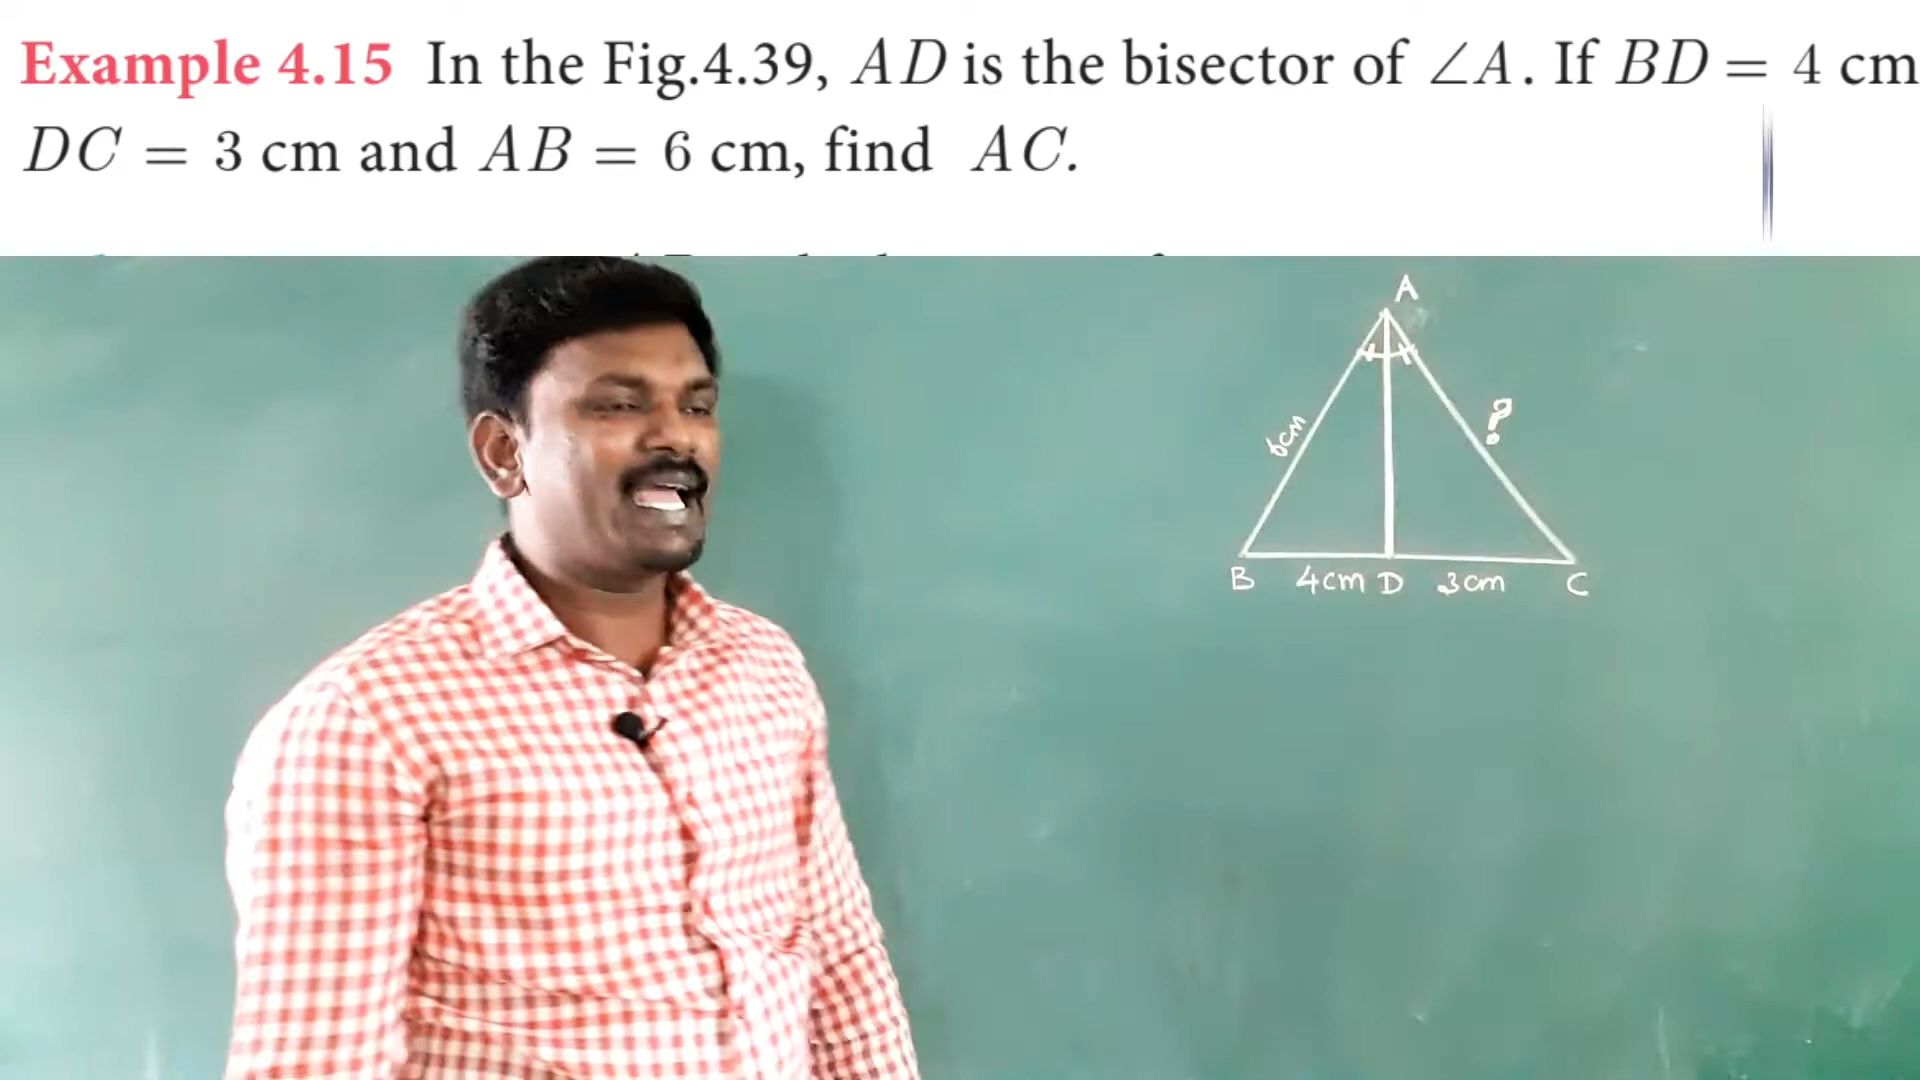 Example 4.15 In the Fig.4.39, AD is the bisector of ∠A. If BD = 4 cm
DC = 3 cm and AB = 6 cm, find AC.
A
6cm
?
B 4cm D 3cm C